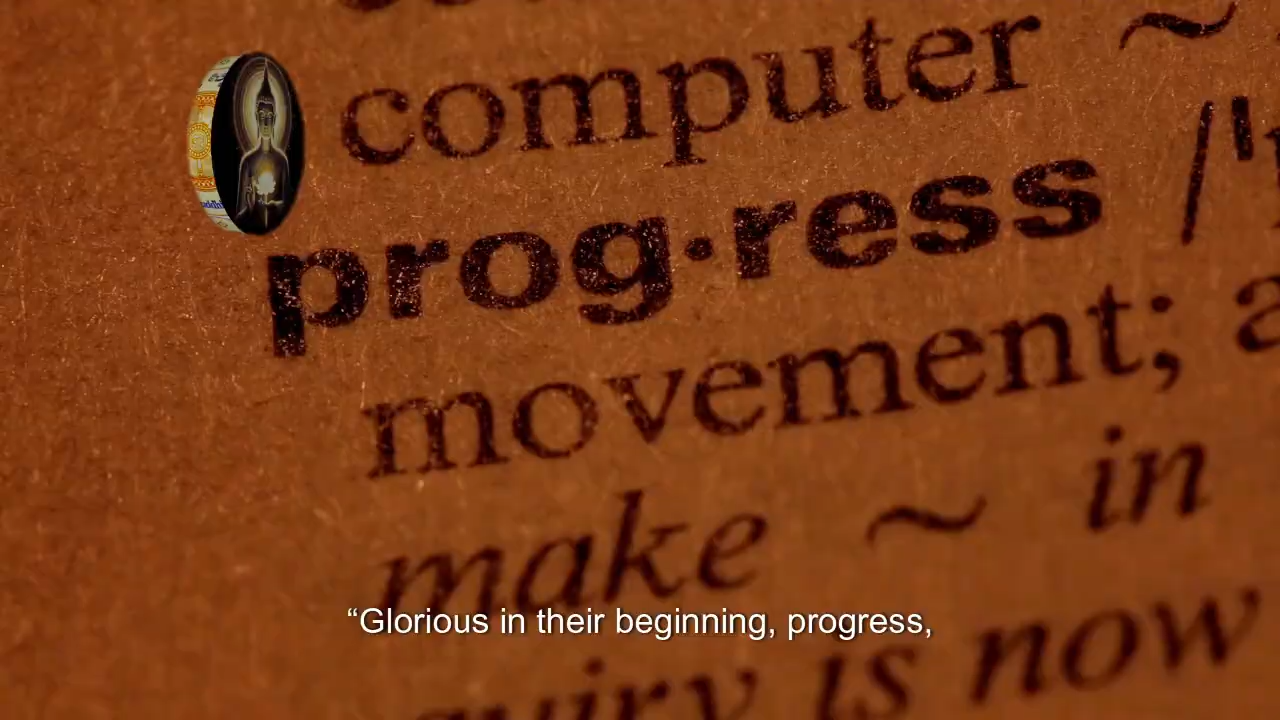 computer ~
prog·ress /'
movement; a
make ~ in
“Glorious in their beginning, progress,
is now